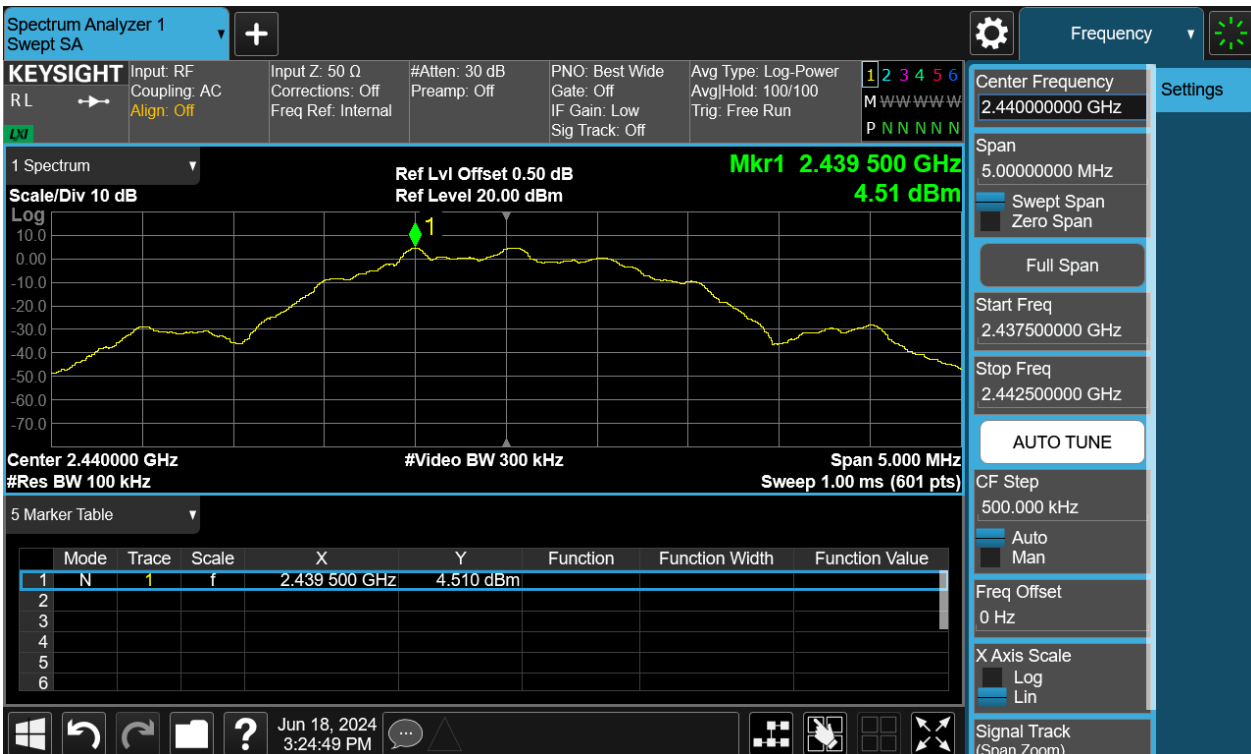 Spectrum Analyzer 1
Swept SA
+
Frequency
KEYSIGHT
R L
LXI
Input: RF
Coupling: AC
Align: Off
Input Z: 50 Ω
Corrections: Off
Freq Ref: Internal
#Atten: 30 dB
Preamp: Off
PNO: Best Wide
Gate: Off
IF Gain: Low
Sig Track: Off
Avg Type: Log-Power
Avg|Hold: 100/100
Trig: Free Run
1 2 3 4 5 6
M W W W W W
P N N N N N
1 Spectrum
Scale/Div 10 dB
Ref Lvl Offset 0.50 dB
Ref Level 20.00 dBm
Mkr1 2.439 500 GHz
4.51 dBm
Log
1
10.0
0.00
-10.0
-20.0
-30.0
-40.0
-50.0
-60.0
-70.0
Center 2.440000 GHz
#Video BW 300 kHz
Span 5.000 MHz
#Res BW 100 kHz
Sweep 1.00 ms (601 pts)
5 Marker Table
Mode Trace Scale X Y Function Function Width Function Value
1 N 1 f 2.439 500 GHz 4.510 dBm
2
3
4
5
6
?
Jun 18, 2024
3:24:49 PM
Center Frequency
2.440000000 GHz
Settings
Span
5.00000000 MHz
Swept Span
Zero Span
Full Span
Start Freq
2.437500000 GHz
Stop Freq
2.442500000 GHz
AUTO TUNE
CF Step
500.000 kHz
Auto
Man
Freq Offset
0 Hz
X Axis Scale
Log
Lin
Signal Track
(Span Zoom)